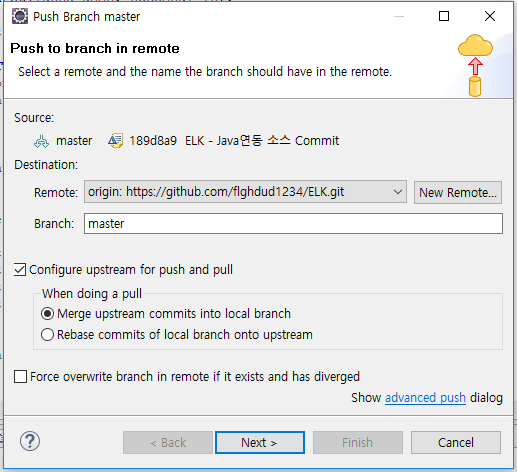 Push Branch master
Push to branch in remote
Select a remote and the name the branch should have in the remote.
Source:
master 189d8a9 ELK - Java연동 소스 Commit
Destination:
Remote: origin: https://github.com/flghdud1234/ELK.git New Remote...
Branch: master
Configure upstream for push and pull
When doing a pull
Merge upstream commits into local branch
Rebase commits of local branch onto upstream
Force overwrite branch in remote if it exists and has diverged
Show advanced push dialog
< Back Next > Finish Cancel